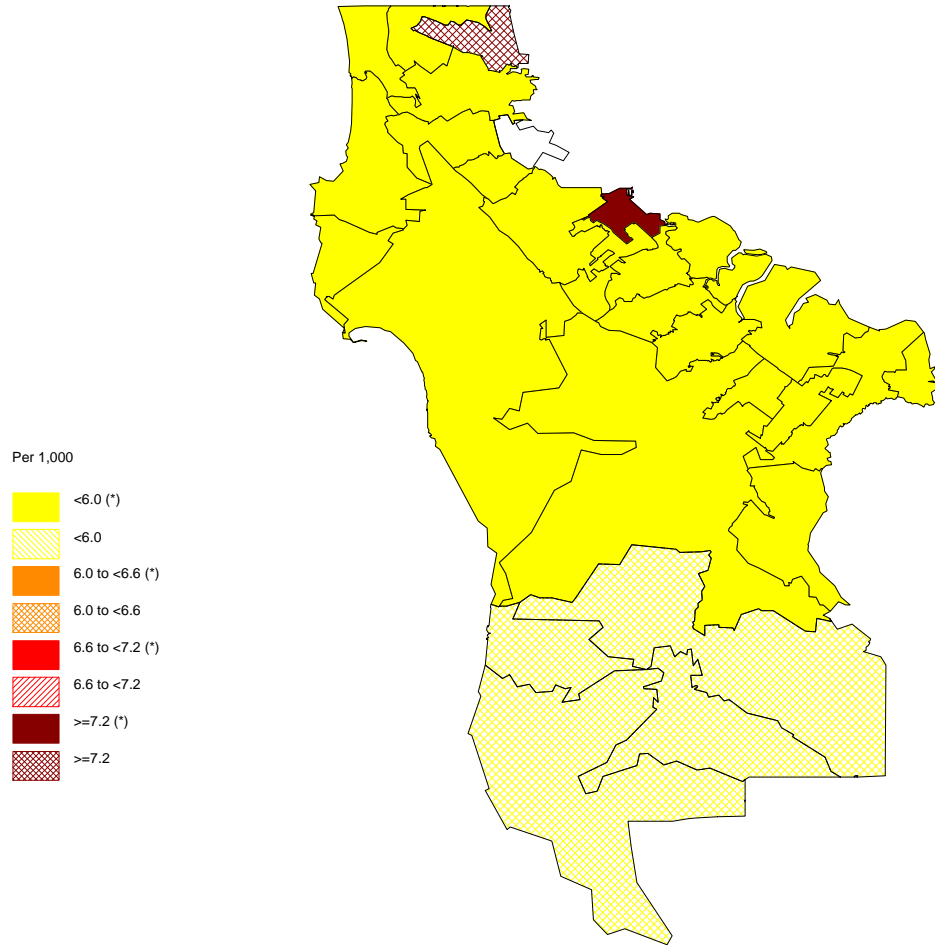 Per 1,000
<6.0 (*)
<6.0
6.0 to <6.6 (*)
6.0 to <6.6
6.6 to <7.2 (*)
6.6 to <7.2
>=7.2 (*)
>=7.2